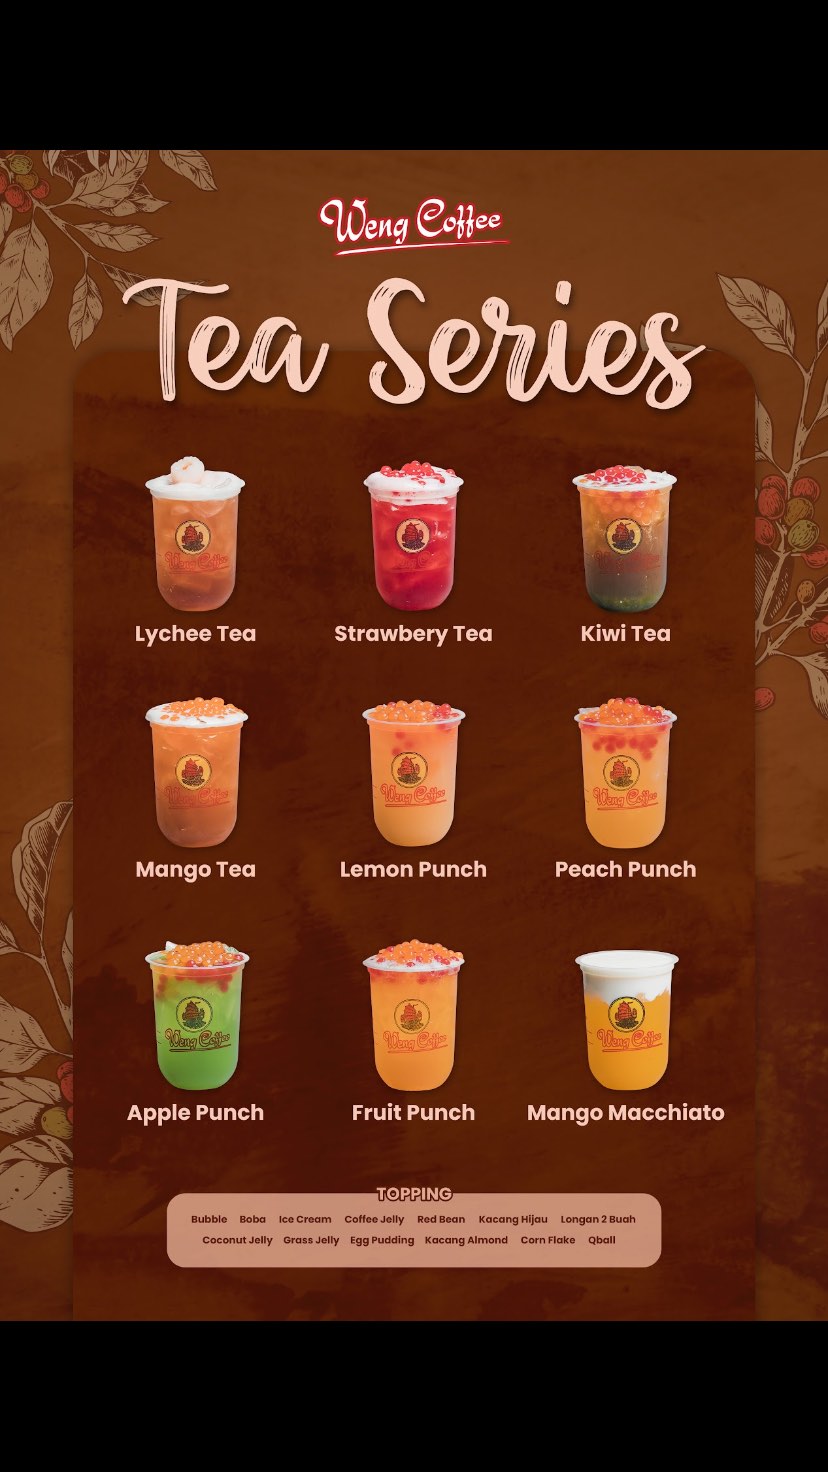 Weng Coffee
Tea Series
Lychee Tea
Strawbery Tea
Kiwi Tea
Mango Tea
Lemon Punch
Peach Punch
Apple Punch
Fruit Punch
Mango Macchiato
TOPPING
Bubble Boba Ice Cream Coffee Jelly Red Bean Kacang Hijau Longan 2 Buah
Coconut Jelly Grass Jelly Egg Pudding Kacang Almond Corn Flake Qball